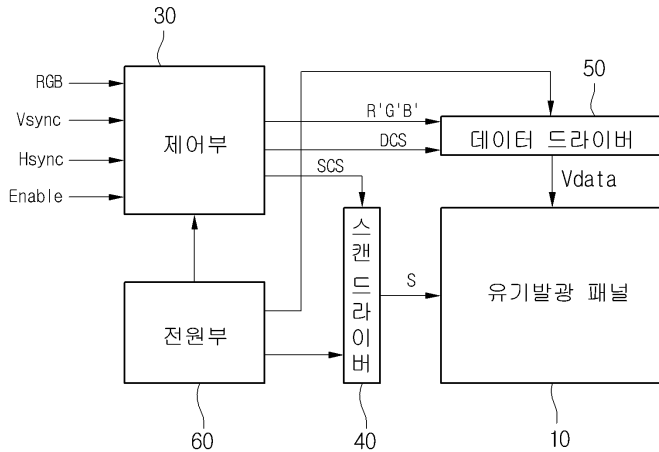 30
RGB
Vsync
Hsync
Enable
제어부
R'G'B'
DCS
SCS
50
데이터 드라이버
Vdata
스캔 드라이버
S
유기발광 패널
전원부
60
40
10